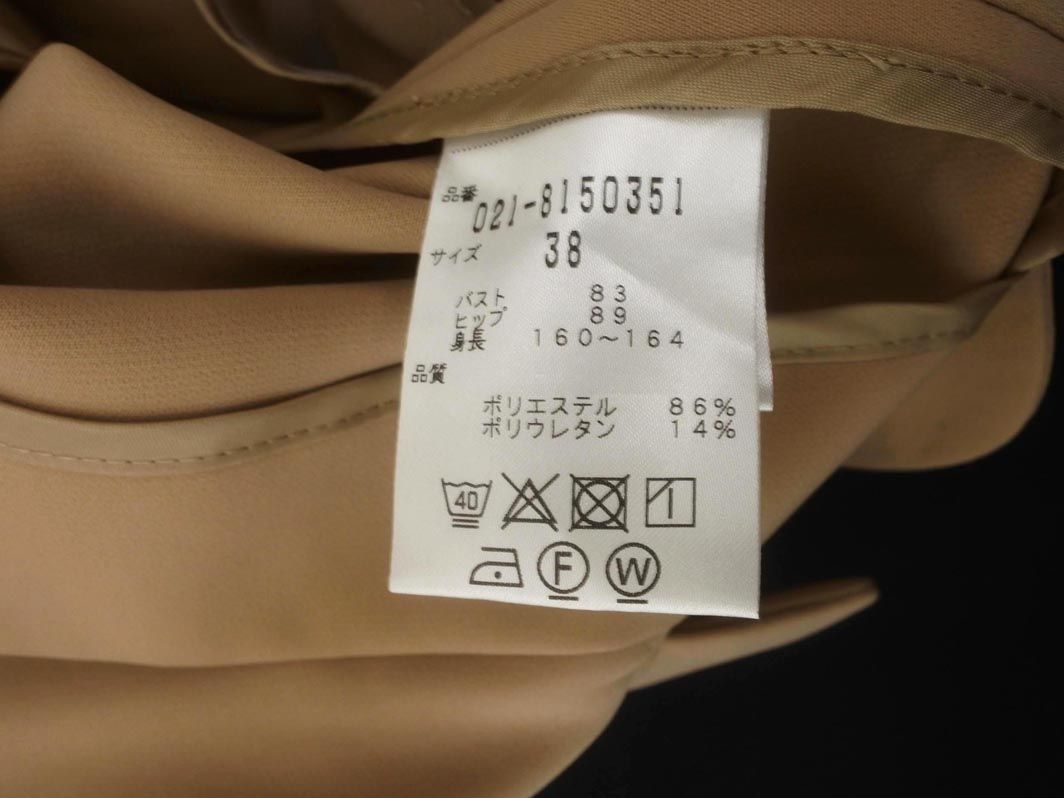 品番 021-8150351
サイズ 38
バスト 83
ヒップ 89
身長 160~164
品質
ポリエステル 86%
ポリウレタン 14%
40
F W